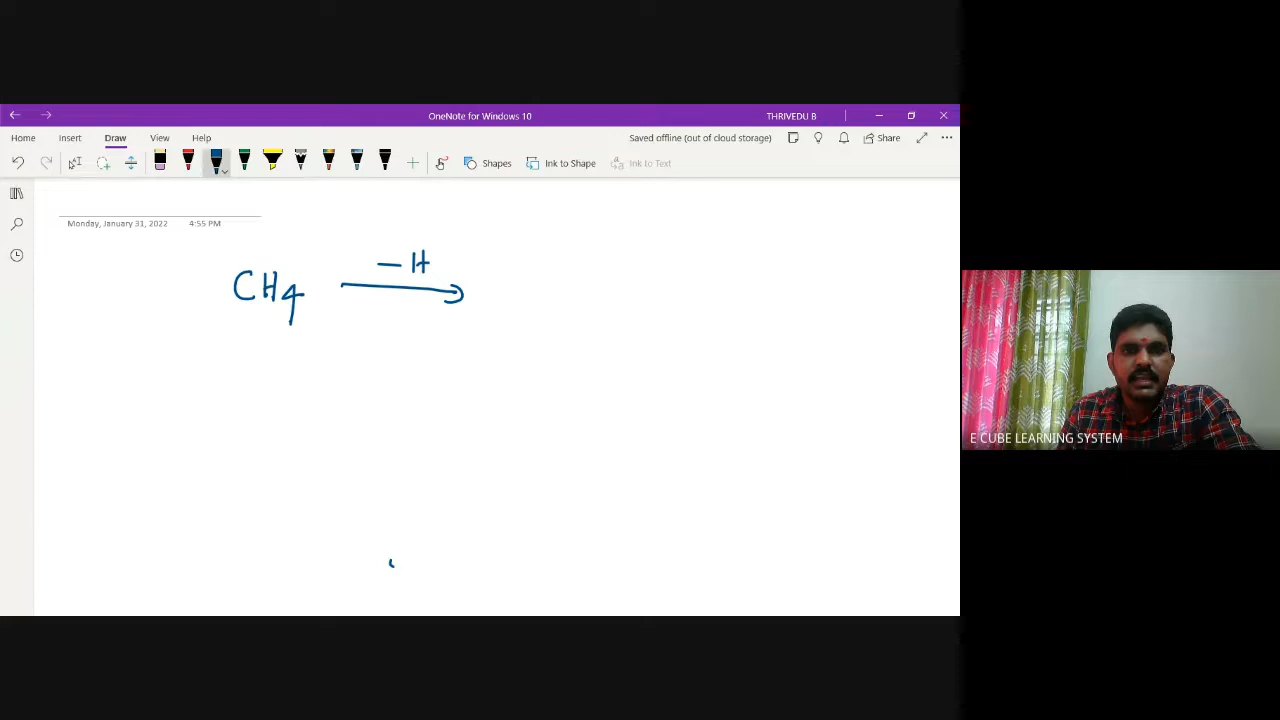 OneNote for Windows 10
THRIVEDU B
Home Insert Draw View Help
Saved offline (out of cloud storage)
Share
Shapes
Ink to Shape
Ink to Text
Monday, January 31, 2022 4:55 PM
– H
CH4 →
E CUBE LEARNING SYSTEM